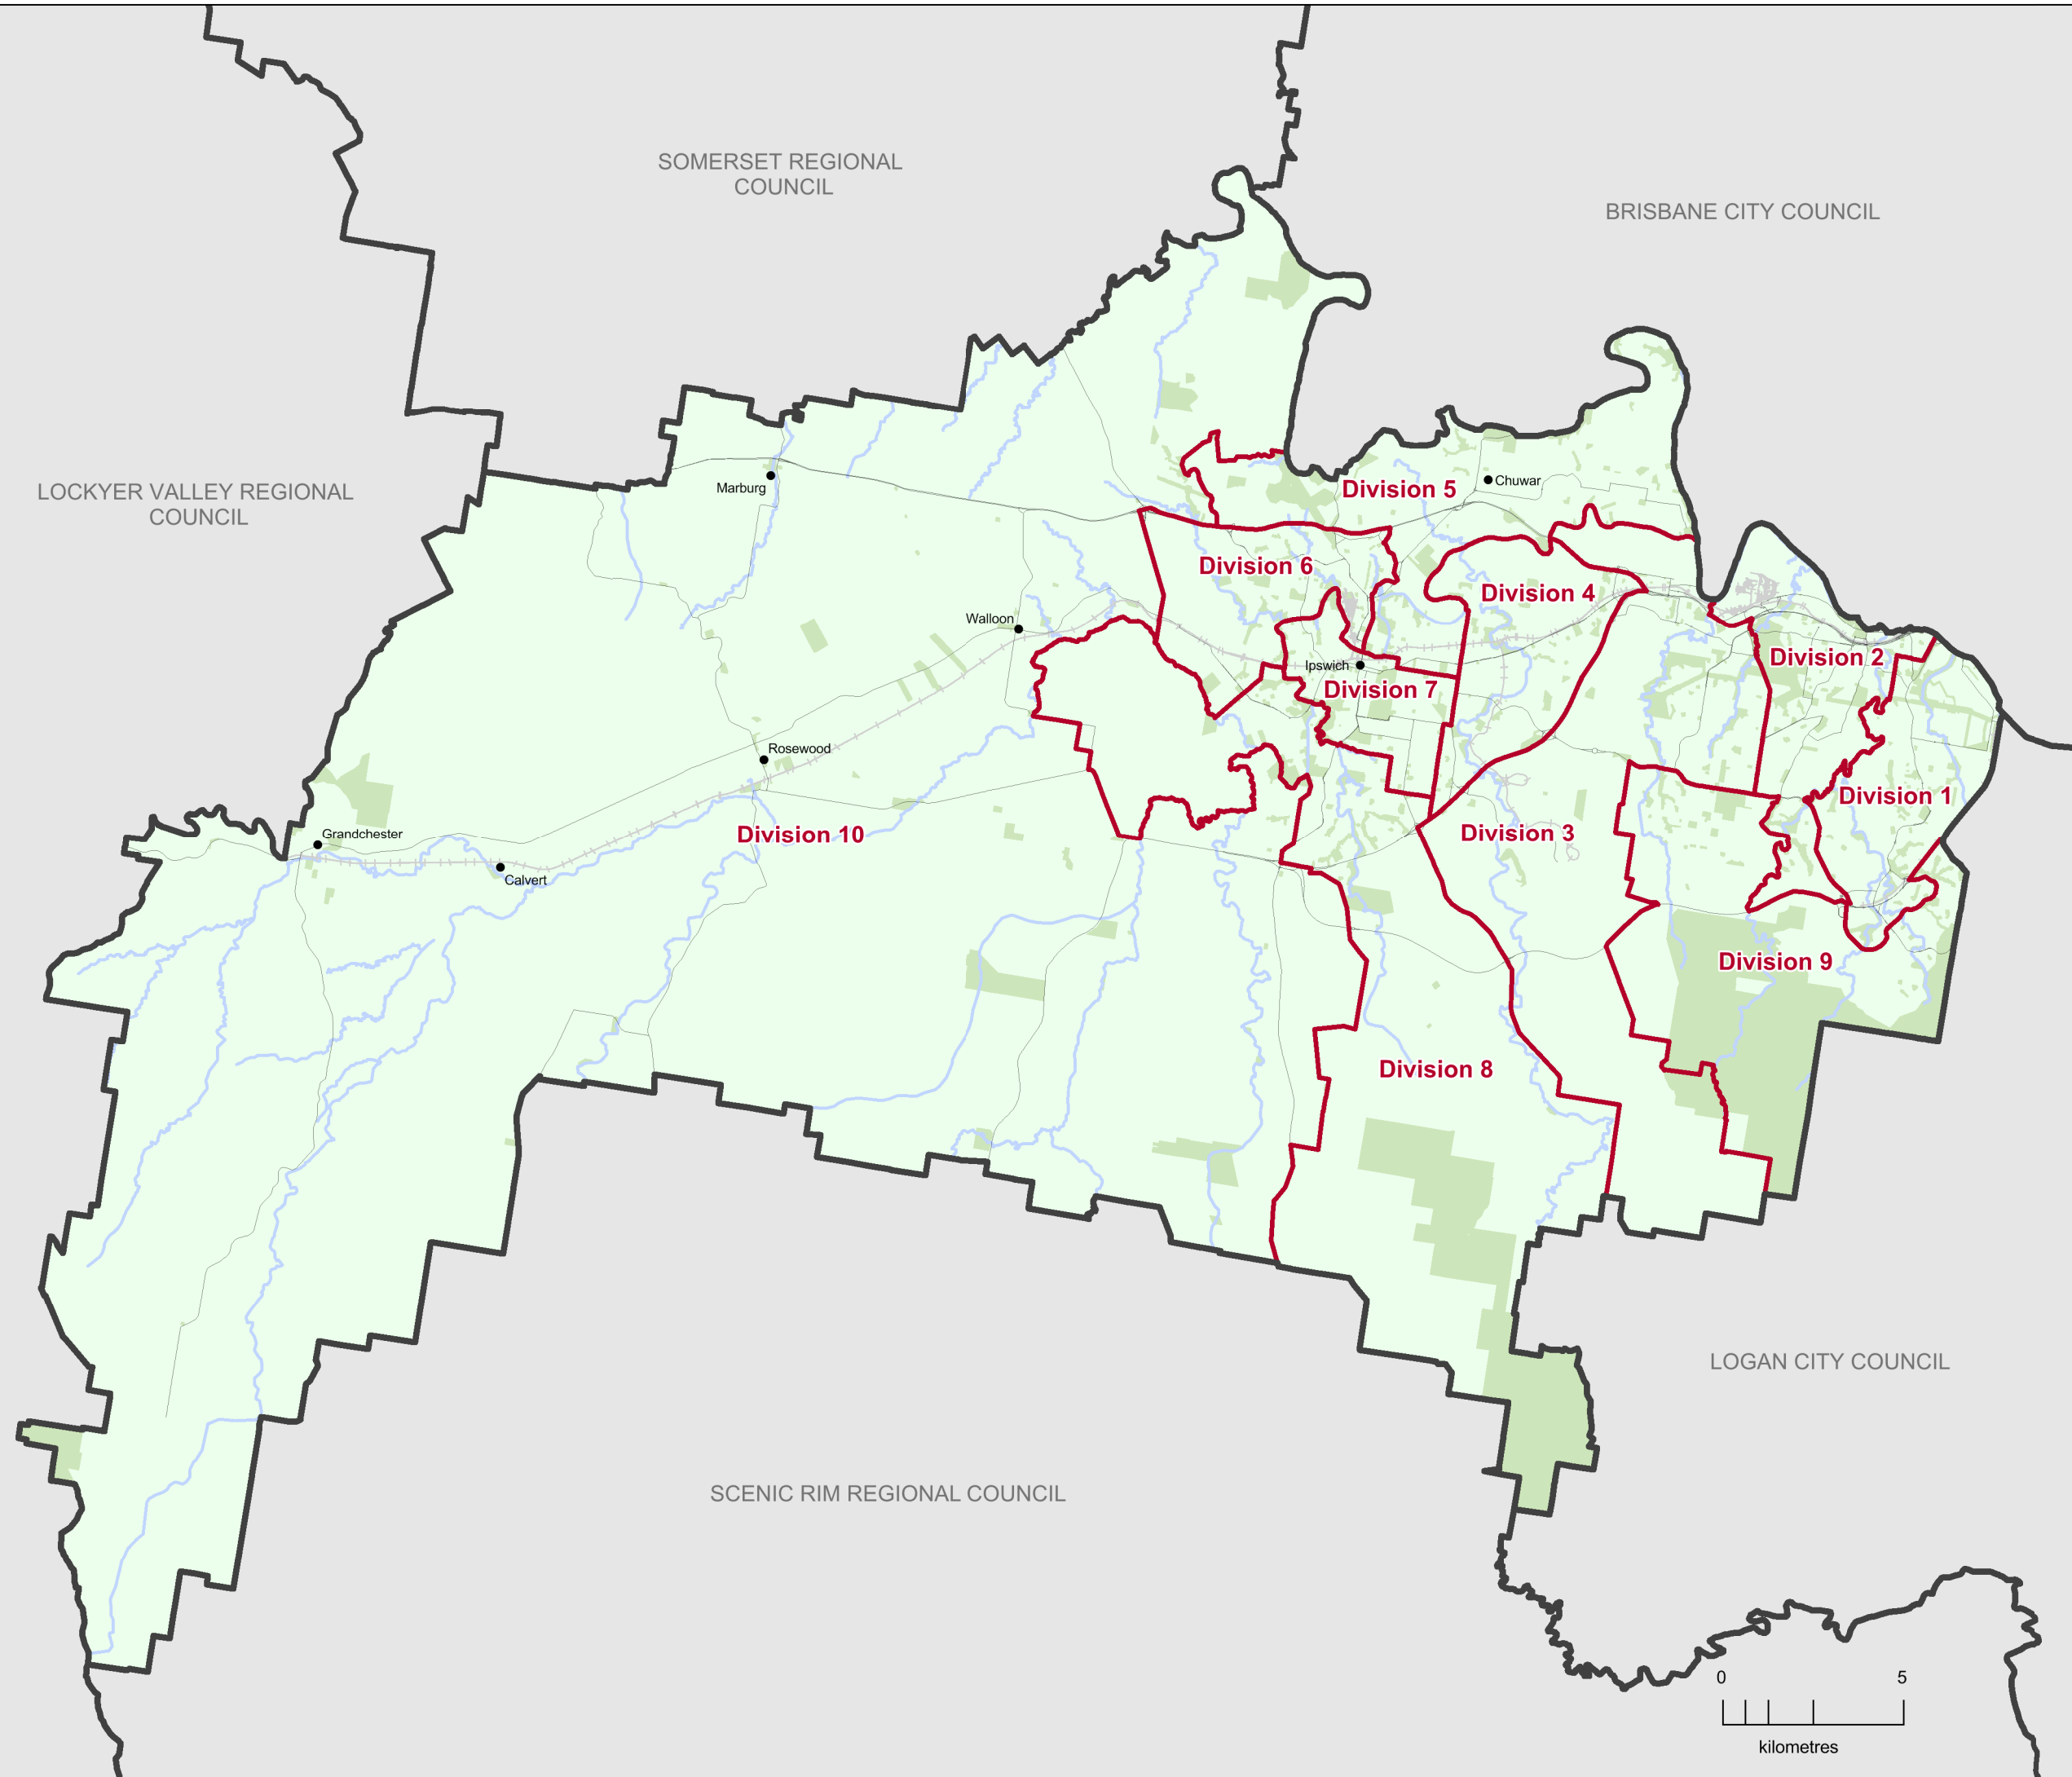 SOMERSET REGIONAL
COUNCIL
BRISBANE CITY COUNCIL
LOCKYER VALLEY REGIONAL
COUNCIL
Marburg
Division 5
Chuwar
Division 6
Division 4
Walloon
Ipswich
Division 2
Division 7
Rosewood
Division 1
Grandchester
Division 10
Division 3
Calvert
Division 9
Division 8
LOGAN CITY COUNCIL
SCENIC RIM REGIONAL COUNCIL
0 5
kilometres